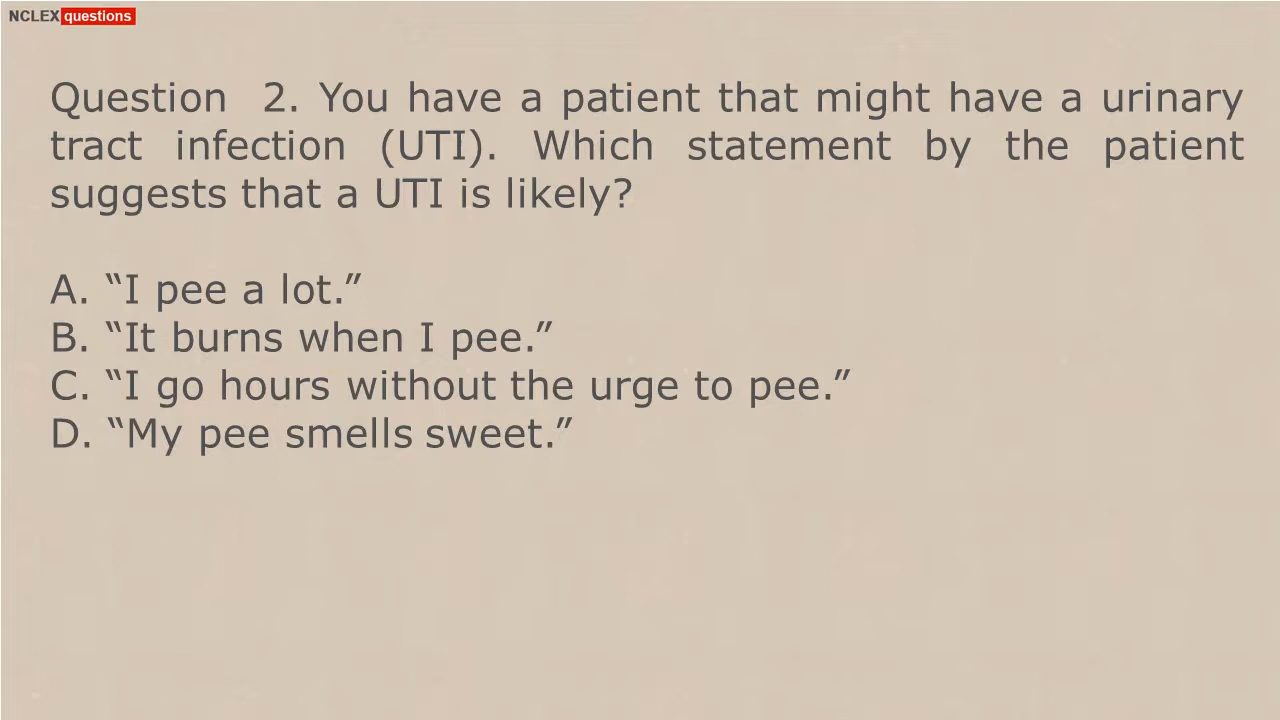 NCLEX questions
Question 2. You have a patient that might have a urinary
tract infection (UTI). Which statement by the patient
suggests that a UTI is likely?
A. “I pee a lot.”
B. “It burns when I pee.”
C. “I go hours without the urge to pee.”
D. “My pee smells sweet.”